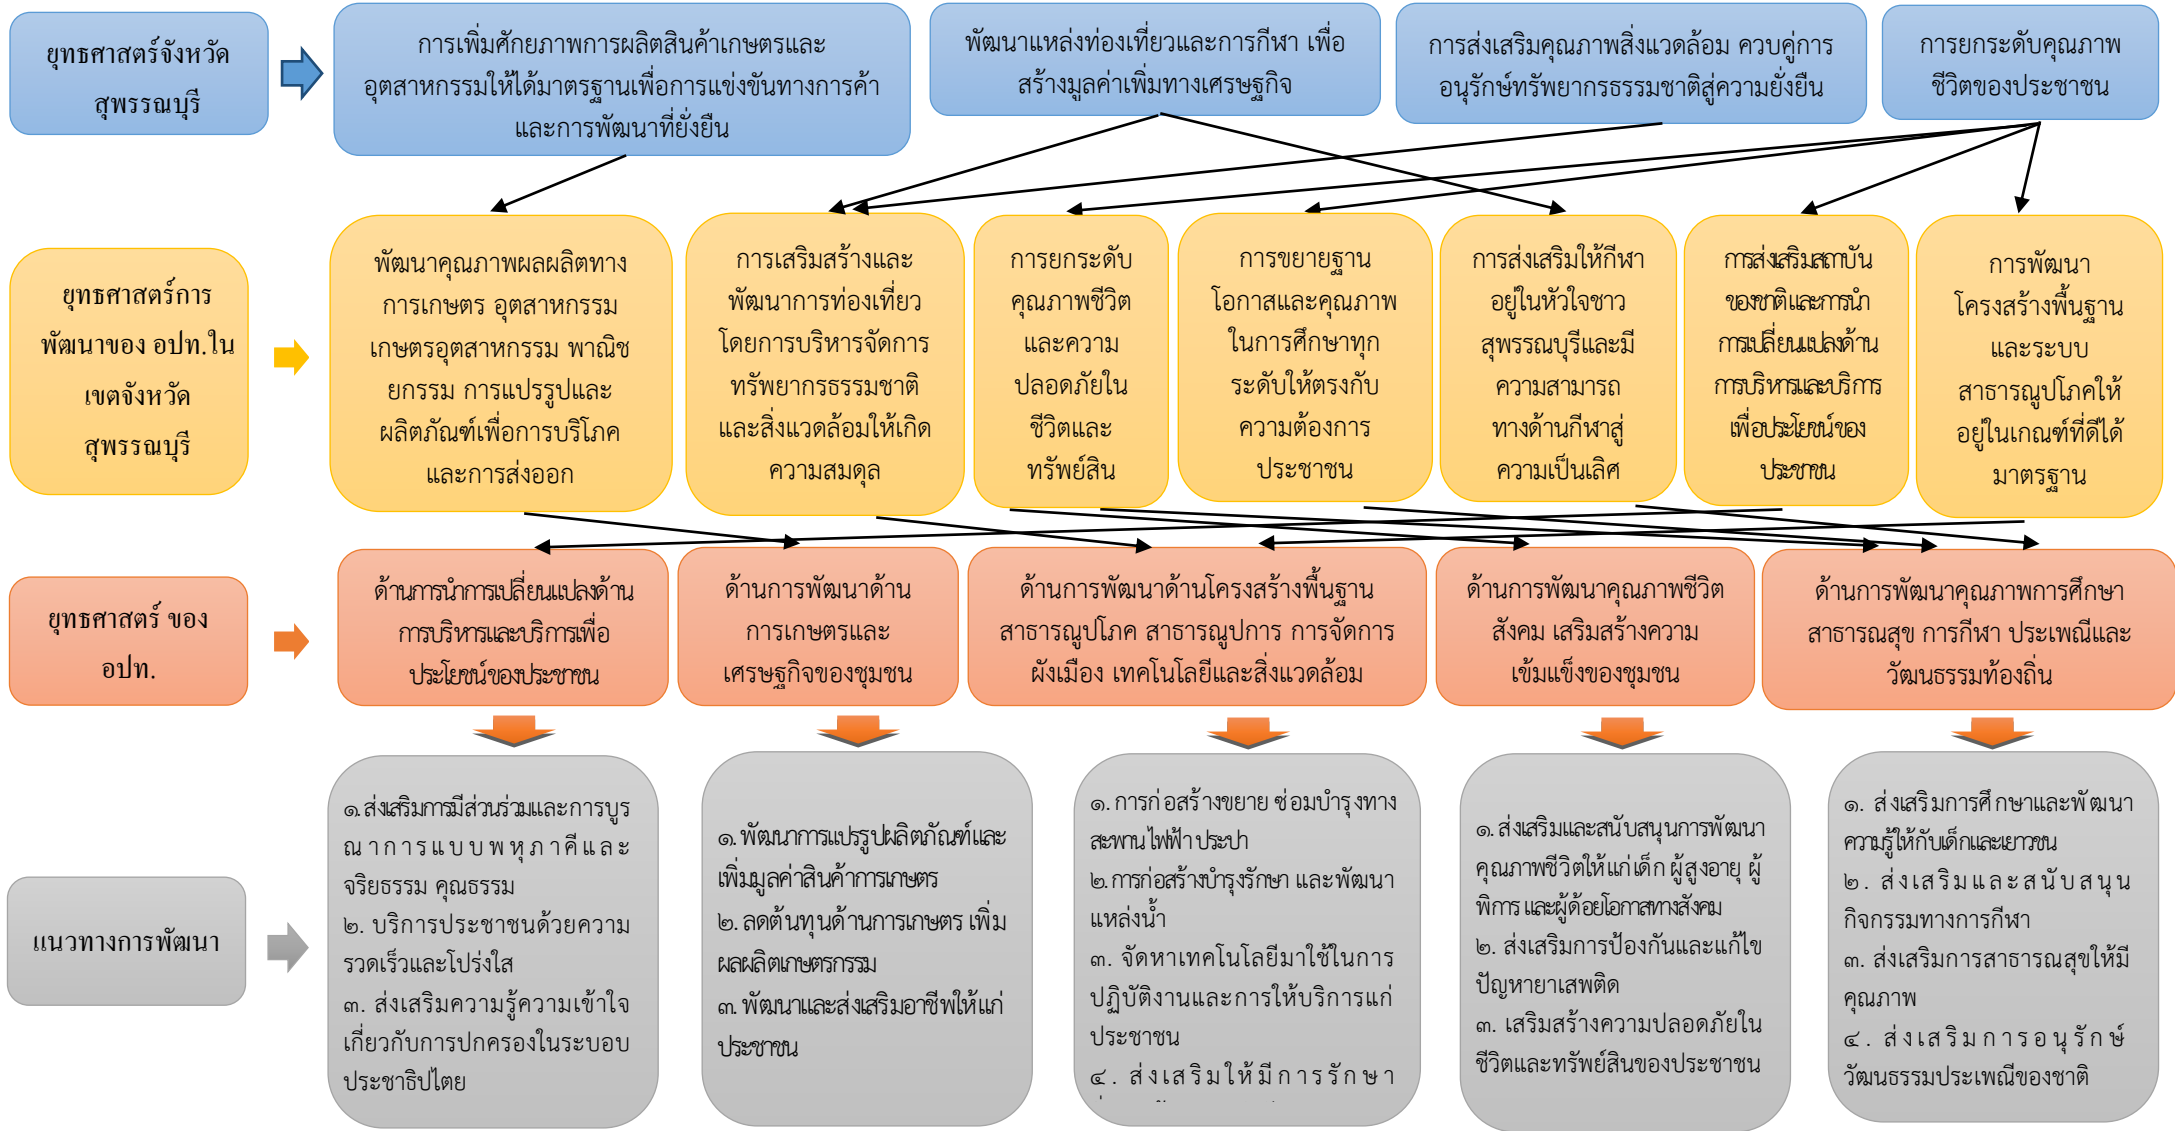 ยุทธศาสตร์จังหวัด
สุพรรณบุรี
การเพิ่มศักยภาพการผลิตสินค้าเกษตรและ
อุตสาหกรรมให้ได้มาตรฐานเพื่อการแข่งขันทางการค้า
และการพัฒนาที่ยั่งยืน
พัฒนาแหล่งท่องเที่ยวและการกีฬา เพื่อ
สร้างมูลค่าเพิ่มทางเศรษฐกิจ
การส่งเสริมคุณภาพสิ่งแวดล้อม ควบคู่การ
อนุรักษ์ทรัพยากรธรรมชาติสู่ความยั่งยืน
การยกระดับคุณภาพ
ชีวิตของประชาชน
ยุทธศาสตร์การ
พัฒนาของ อปท.ใน
เขตจังหวัด
สุพรรณบุรี
พัฒนาคุณภาพผลผลิตทาง
การเกษตร อุตสาหกรรม
เกษตรอุตสาหกรรม พาณิช
ยกรรม การแปรรูปและ
ผลิตภัณฑ์เพื่อการบริโภค
และการส่งออก
การเสริมสร้างและ
พัฒนาการท่องเที่ยว
โดยการบริหารจัดการ
ทรัพยากรธรรมชาติ
และสิ่งแวดล้อมให้เกิด
ความสมดุล
การยกระดับ
คุณภาพชีวิต
และความ
ปลอดภัยใน
ชีวิตและ
ทรัพย์สิน
การขยายฐาน
โอกาสและคุณภาพ
ในการศึกษาทุก
ระดับให้ตรงกับ
ความต้องการ
ประชาชน
การส่งเสริมให้กีฬา
อยู่ในหัวใจชาว
สุพรรณบุรีและมี
ความสามารถ
ทางด้านกีฬาสู่
ความเป็นเลิศ
การส่งเสริมสถาบัน
ของชาติและการนำ
การเปลี่ยนแปลงด้าน
การบริหารและบริการ
เพื่อประโยชน์ของ
ประชาชน
การพัฒนา
โครงสร้างพื้นฐาน
และระบบ
สาธารณูปโภคให้
อยู่ในเกณฑ์ที่ดีได้
มาตรฐาน
ยุทธศาสตร์ ของ
อปท.
ด้านการนำการเปลี่ยนแปลงด้าน
การบริหารและบริการเพื่อ
ประโยชน์ของประชาชน
ด้านการพัฒนาด้าน
การเกษตรและ
เศรษฐกิจของชุมชน
ด้านการพัฒนาด้านโครงสร้างพื้นฐาน
สาธารณูปโภค สาธารณูปการ การจัดการ
ผังเมือง เทคโนโลยีและสิ่งแวดล้อม
ด้านการพัฒนาคุณภาพชีวิต
สังคม เสริมสร้างความ
เข้มแข็งของชุมชน
ด้านการพัฒนาคุณภาพการศึกษา
สาธารณสุข การกีฬา ประเพณีและ
วัฒนธรรมท้องถิ่น
แนวทางการพัฒนา
๑. ส่งเสริมการมีส่วนร่วมและการบูร
ณาการแบบพหุภาคีและ
จริยธรรม คุณธรรม
๒. บริการประชาชนด้วยความ
รวดเร็วและโปร่งใส
๓. ส่งเสริมความรู้ความเข้าใจ
เกี่ยวกับการปกครองในระบอบ
ประชาธิปไตย
๑. พัฒนาการแปรรูปผลิตภัณฑ์และ
เพิ่มมูลค่าสินค้าการเกษตร
๒. ลดต้นทุนด้านการเกษตร เพิ่ม
ผลผลิตเกษตรกรรม
๓. พัฒนาและส่งเสริมอาชีพให้แก่
ประชาชน
๑. การก่อสร้างขยาย ซ่อมบำรุงทาง
สะพาน ไฟฟ้า ประปา
๒. การก่อสร้างบำรุงรักษา และพัฒนา
แหล่งน้ำ
๓. จัดหาเทคโนโลยีมาใช้ในการ
ปฏิบัติงานและการให้บริการแก่
ประชาชน
๔. ส่งเสริมให้มีการรักษา
๑. ส่งเสริมและสนับสนุนการพัฒนา
คุณภาพชีวิตให้แก่เด็ก ผู้สูงอายุ ผู้
พิการ และผู้ด้อยโอกาสทางสังคม
๒. ส่งเสริมการป้องกันและแก้ไข
ปัญหายาเสพติด
๓. เสริมสร้างความปลอดภัยใน
ชีวิตและทรัพย์สินของประชาชน
๑. ส่งเสริมการศึกษาและพัฒนา
ความรู้ให้กับเด็กและเยาวชน
๒. ส่งเสริมและสนับสนุน
กิจกรรมทางการกีฬา
๓. ส่งเสริมการสาธารณสุขให้มี
คุณภาพ
๔. ส่งเสริมการอนุรักษ์
วัฒนธรรมประเพณีของชาติ